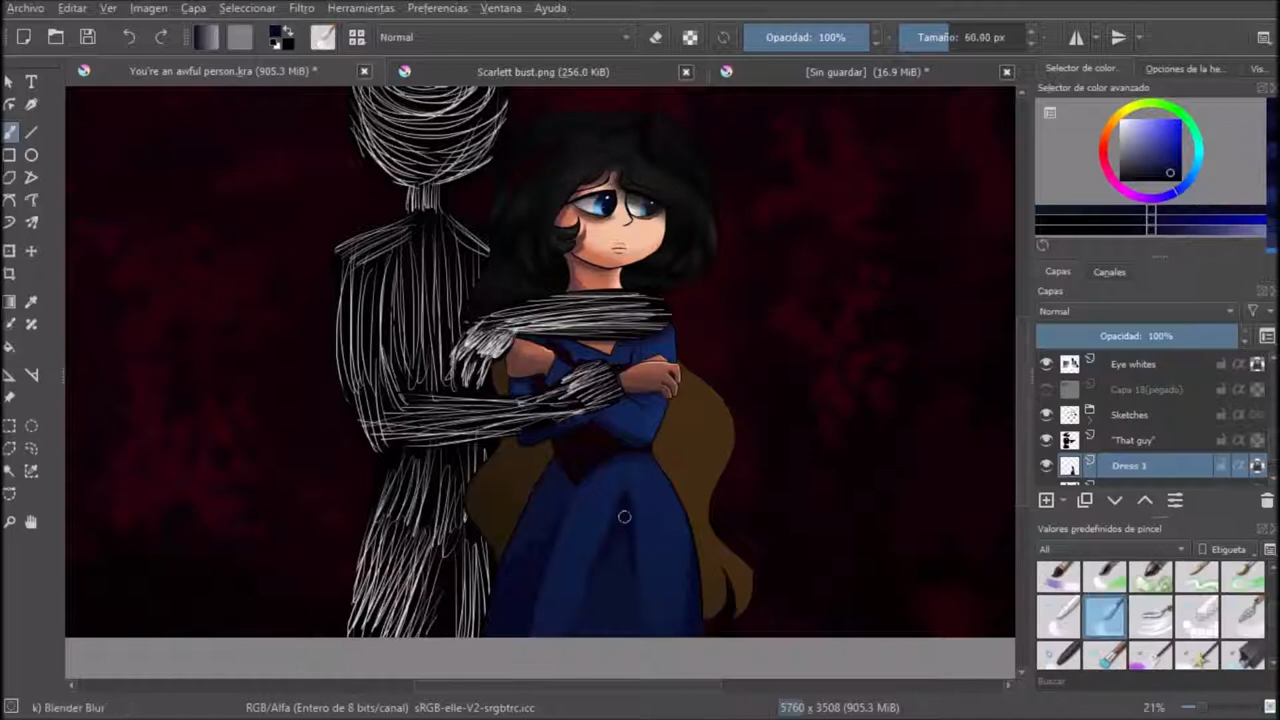 Archivo Editar Ver Imagen Capa Seleccionar Filtro Herramientas Preferencias Ventana Ayuda
Normal Opacidad: 100% Tamaño: 60.00 px
You're an awful person.kra (905.3 MiB) * Scarlett bust.png (256.0 KiB) [Sin guardar] (16.9 MiB) * Selector de color... Opciones de la he... Vis...
Selector de color avanzado
Capas Canales
Capas
Normal
Opacidad: 100%
Eye whites
Capa 18(pegado)
Sketches
"That guy"
Dress 1
Valores predefinidos de pincel
All Etiqueta
Buscar
k) Blender Blur RGB/Alfa (Entero de 8 bits/canal) sRGB-elle-V2-srgbtrc.icc 5760 x 3508 (905.3 MiB) 21%